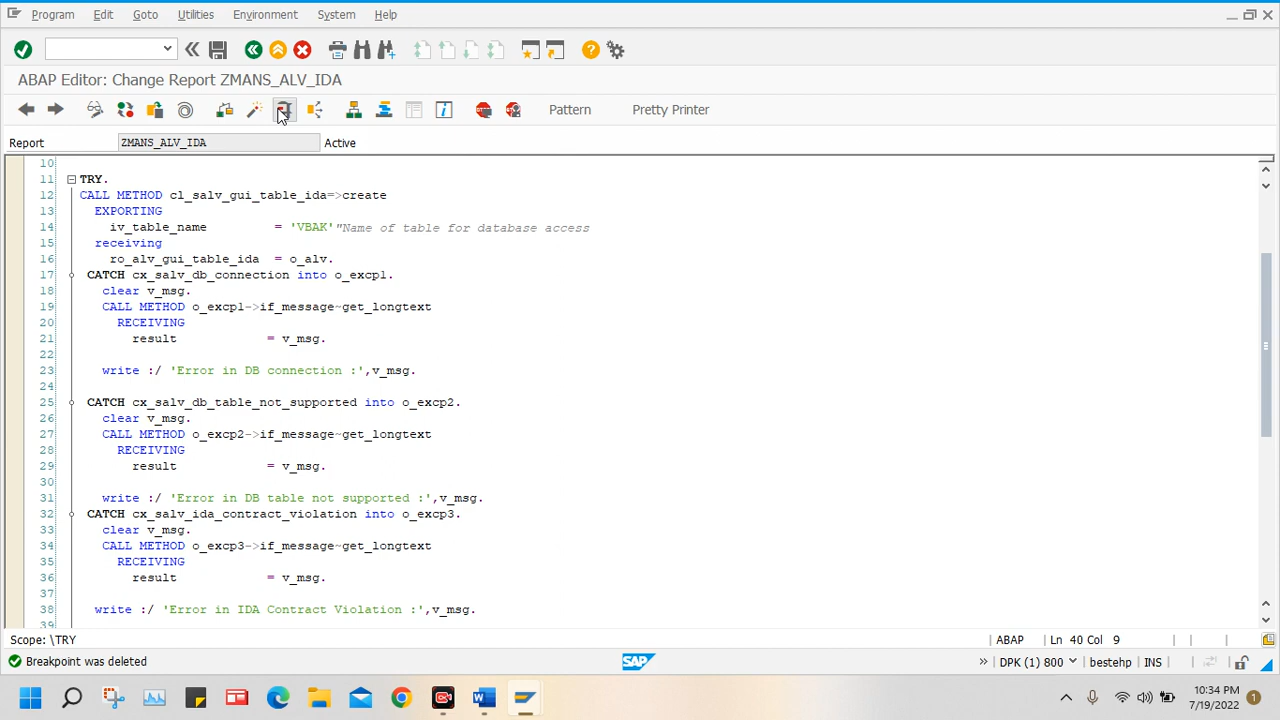 Program Edit Goto Utilities Environment System Help
ABAP Editor: Change Report ZMANS_ALV_IDA
Pattern Pretty Printer
Report ZMANS_ALV_IDA Active
10
11 TRY.
12 CALL METHOD cl_salv_gui_table_ida=>create
13 EXPORTING
14 iv_table_name = 'VBAK'"Name of table for database access
15 receiving
16 ro_alv_gui_table_ida = o_alv.
17 CATCH cx_salv_db_connection into o_excp1.
18 clear v_msg.
19 CALL METHOD o_excp1->if_message~get_longtext
20 RECEIVING
21 result = v_msg.
22
23 write :/ 'Error in DB connection :',v_msg.
24
25 CATCH cx_salv_db_table_not_supported into o_excp2.
26 clear v_msg.
27 CALL METHOD o_excp2->if_message~get_longtext
28 RECEIVING
29 result = v_msg.
30
31 write :/ 'Error in DB table not supported :',v_msg.
32 CATCH cx_salv_ida_contract_violation into o_excp3.
33 clear v_msg.
34 CALL METHOD o_excp3->if_message~get_longtext
35 RECEIVING
36 result = v_msg.
37
38 write :/ 'Error in IDA Contract Violation :',v_msg.
39
Scope: \TRY ABAP Ln 40 Col 9
Breakpoint was deleted SAP DPK (1) 800 bestehp INS
10:34 PM
7/19/2022 1